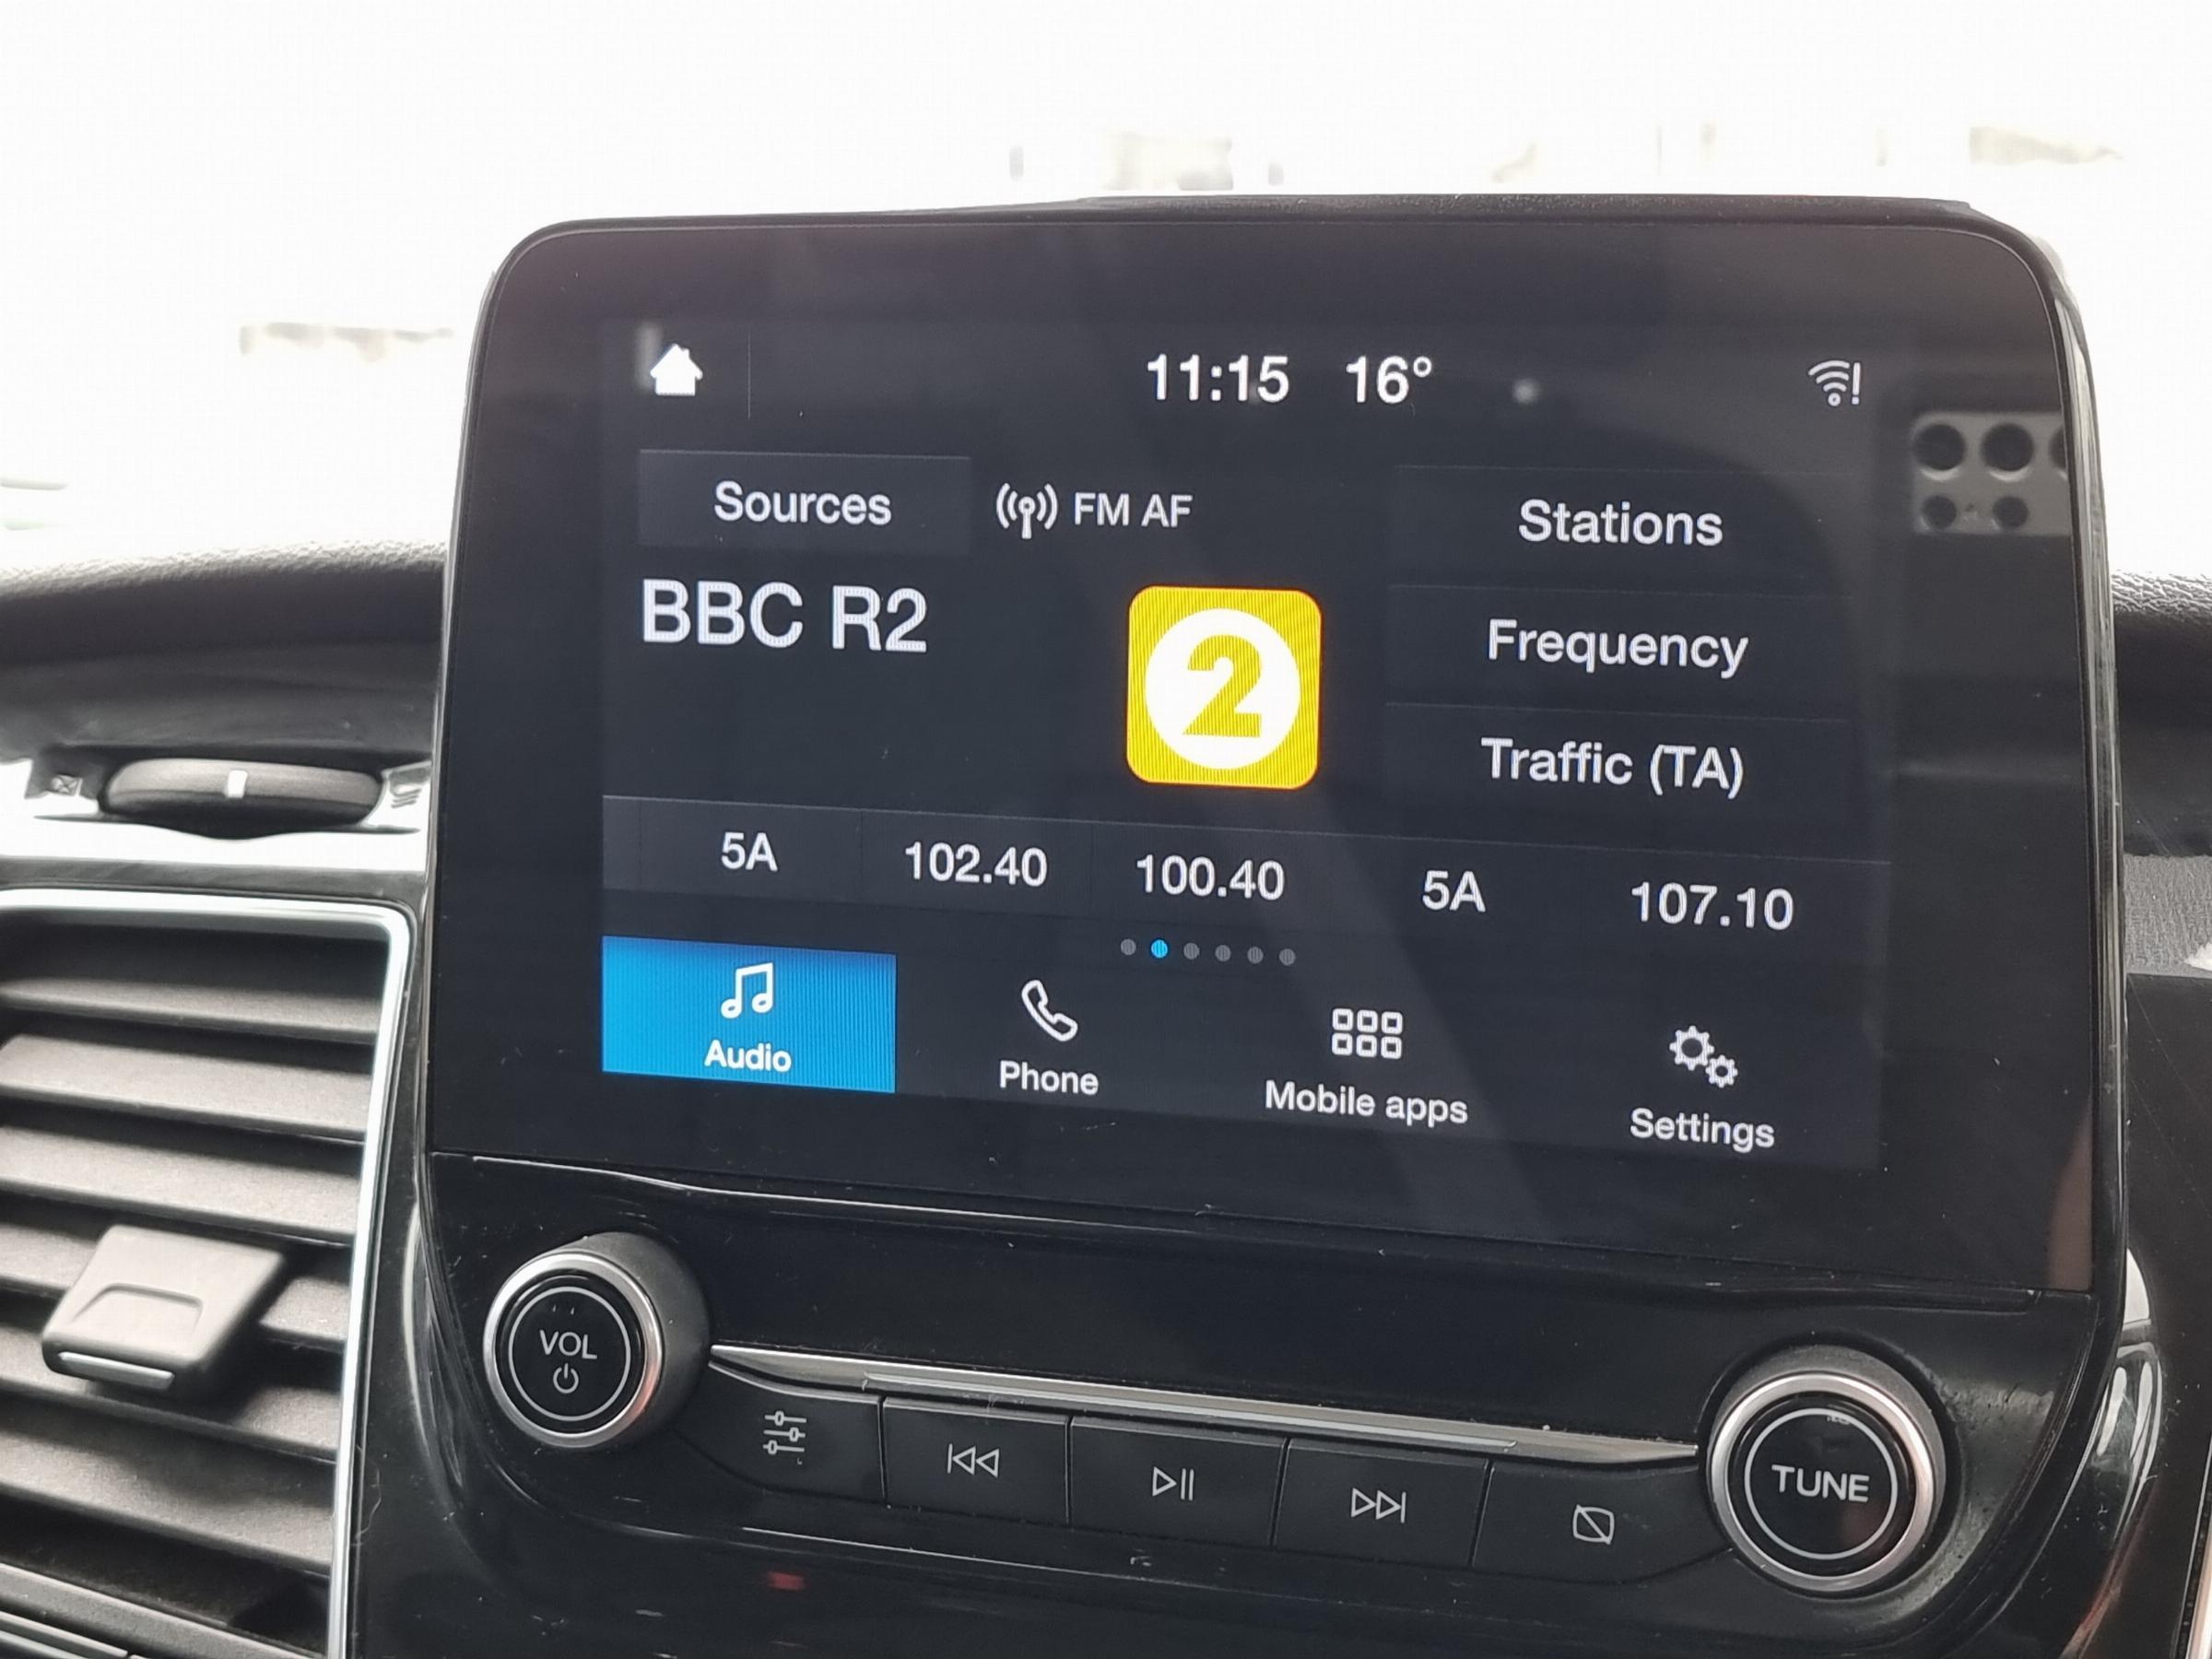 11:15 16°
Sources
FM AF
Stations
BBC R2
2
Frequency
Traffic (TA)
5A 102.40 100.40 5A 107.10
Audio
Phone
Mobile apps
Settings
VOL
TUNE